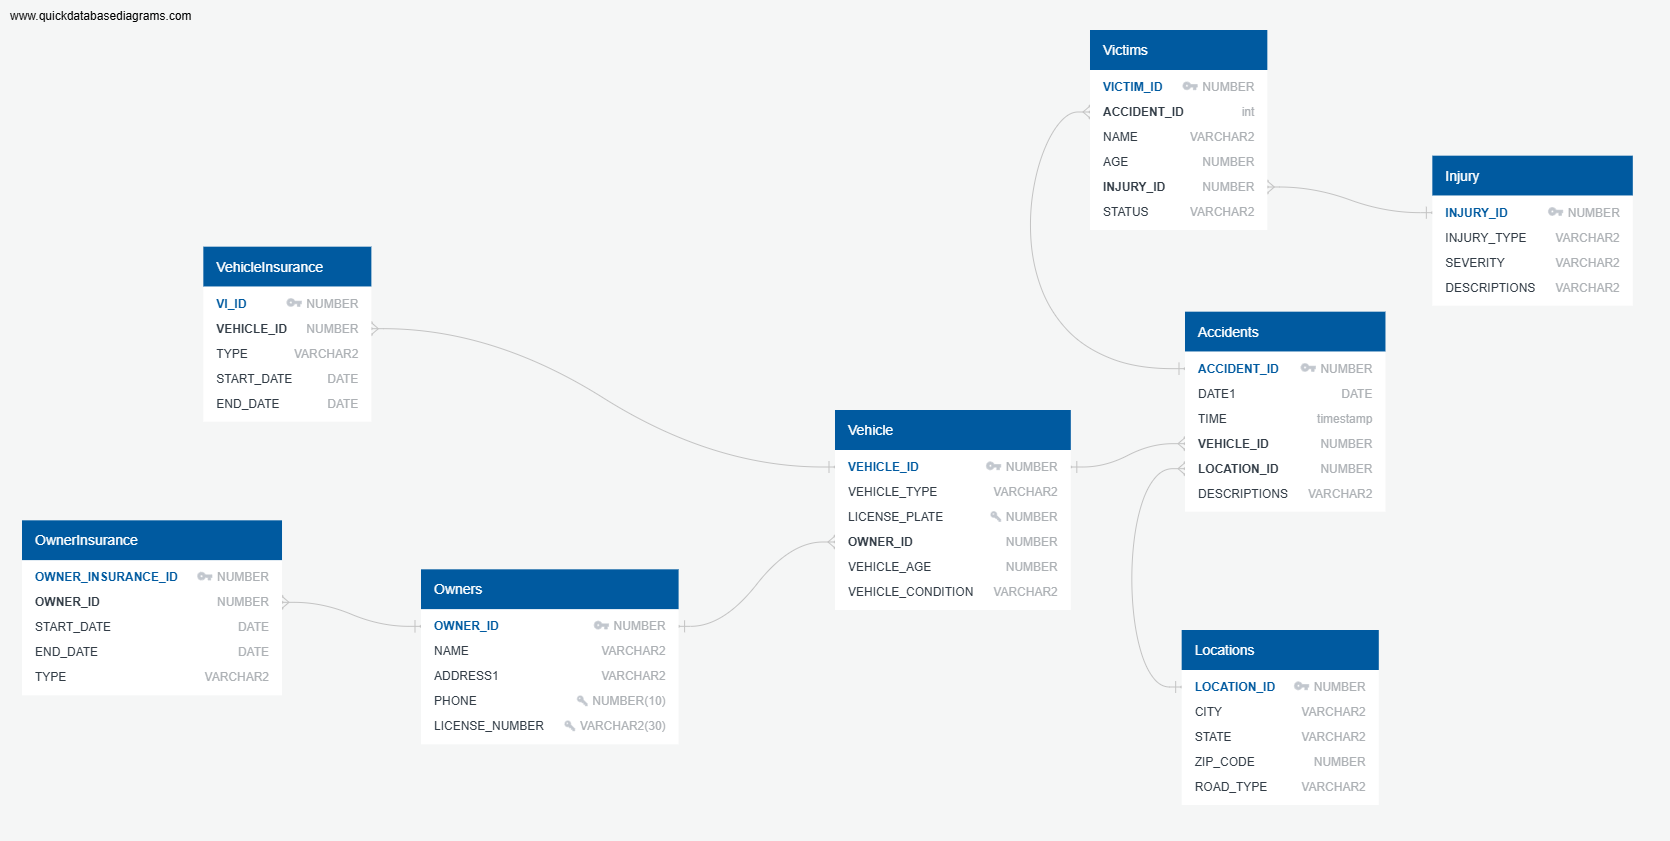 www.quickdatabasediagrams.com
Victims
VICTIM_ID NUMBER
ACCIDENT_ID int
NAME VARCHAR2
AGE NUMBER
INJURY_ID NUMBER
STATUS VARCHAR2
Injury
INJURY_ID NUMBER
INJURY_TYPE VARCHAR2
SEVERITY VARCHAR2
DESCRIPTIONS VARCHAR2
VehicleInsurance
VI_ID NUMBER
VEHICLE_ID NUMBER
TYPE VARCHAR2
START_DATE DATE
END_DATE DATE
Accidents
ACCIDENT_ID NUMBER
DATE1 DATE
TIME timestamp
VEHICLE_ID NUMBER
LOCATION_ID NUMBER
DESCRIPTIONS VARCHAR2
Vehicle
VEHICLE_ID NUMBER
VEHICLE_TYPE VARCHAR2
LICENSE_PLATE NUMBER
OWNER_ID NUMBER
VEHICLE_AGE NUMBER
VEHICLE_CONDITION VARCHAR2
OwnerInsurance
OWNER_INSURANCE_ID NUMBER
OWNER_ID NUMBER
START_DATE DATE
END_DATE DATE
TYPE VARCHAR2
Owners
OWNER_ID NUMBER
NAME VARCHAR2
ADDRESS1 VARCHAR2
PHONE NUMBER(10)
LICENSE_NUMBER VARCHAR2(30)
Locations
LOCATION_ID NUMBER
CITY VARCHAR2
STATE VARCHAR2
ZIP_CODE NUMBER
ROAD_TYPE VARCHAR2